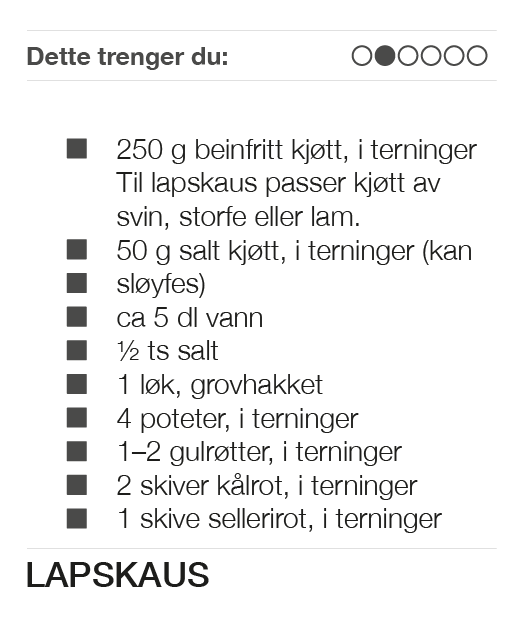 Dette trenger du:
250 g beinfritt kjøtt, i terninger
Til lapskaus passer kjøtt av
svin, storfe eller lam.
50 g salt kjøtt, i terninger (kan
sløyfes)
ca 5 dl vann
½ ts salt
1 løk, grovhakket
4 poteter, i terninger
1–2 gulrøtter, i terninger
2 skiver kålrot, i terninger
1 skive sellerirot, i terninger
LAPSKAUS